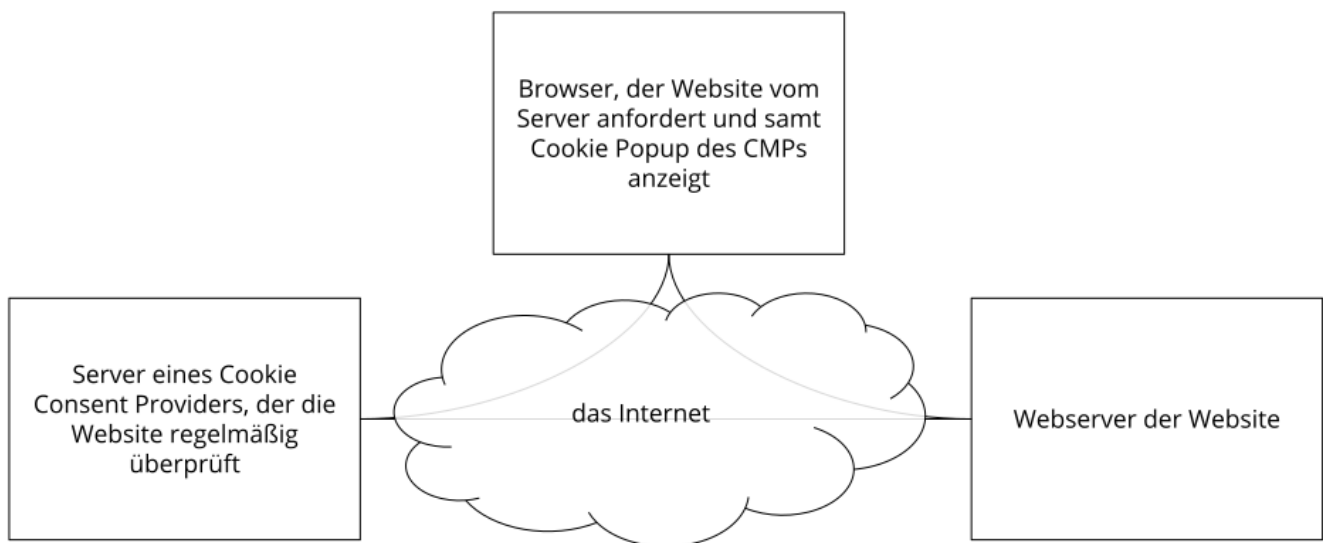 Browser, der Website vom
Server anfordert und samt
Cookie Popup des CMPs
anzeigt
Server eines Cookie
Consent Providers, der die
Website regelmäßig
überprüft
das Internet
Webserver der Website